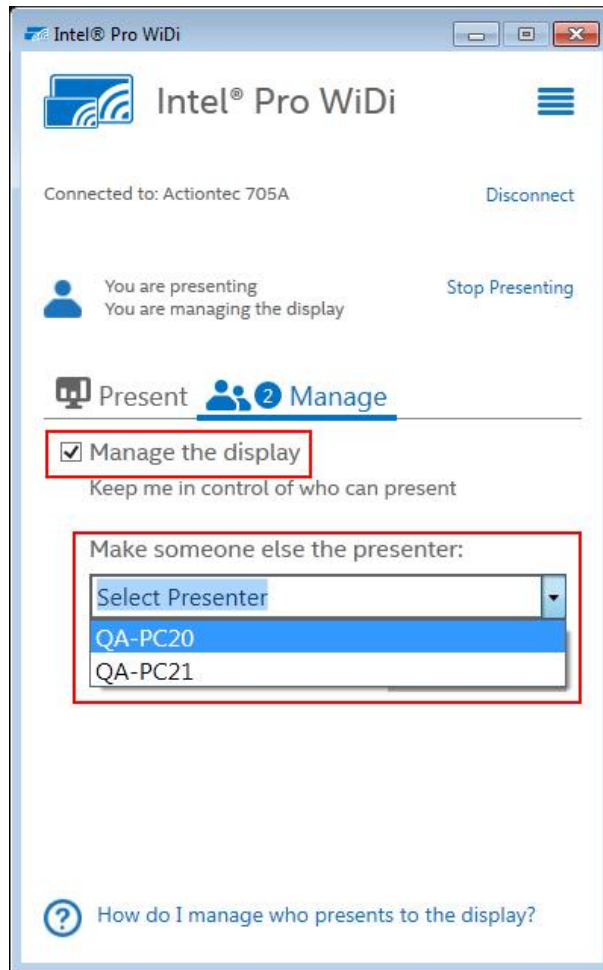 Intel® Pro WiDi
Intel® Pro WiDi
Connected to: Actiontec 705A Disconnect
You are presenting Stop Presenting
You are managing the display
Present 2 Manage
Manage the display
Keep me in control of who can present
Make someone else the presenter:
Select Presenter
QA-PC20
QA-PC21
? How do I manage who presents to the display?